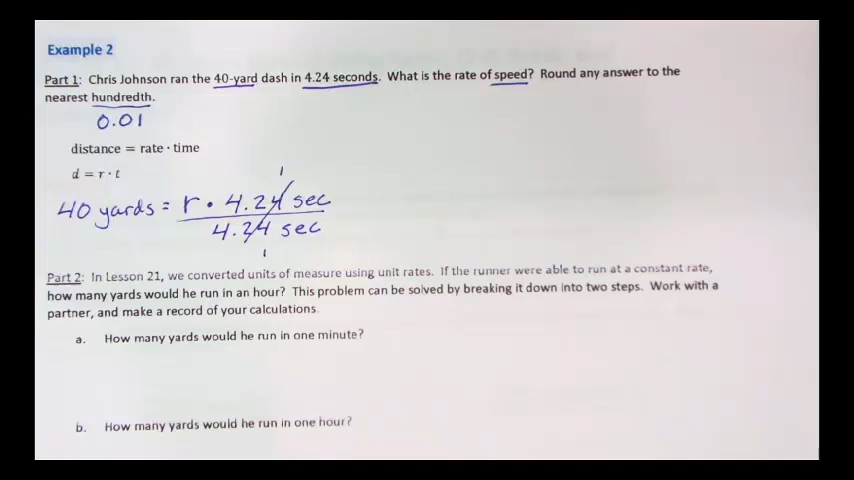 Example 2
Part 1: Chris Johnson ran the 40-yard dash in 4.24 seconds. What is the rate of speed? Round any answer to the
nearest hundredth.
0.01
distance = rate · time
d = r · t
1
40 yards = r • 4.24 sec
4.24 sec
1
Part 2: In Lesson 21, we converted units of measure using unit rates. If the runner were able to run at a constant rate,
how many yards would he run in an hour? This problem can be solved by breaking it down into two steps. Work with a
partner, and make a record of your calculations.
a. How many yards would he run in one minute?
b. How many yards would he run in one hour?